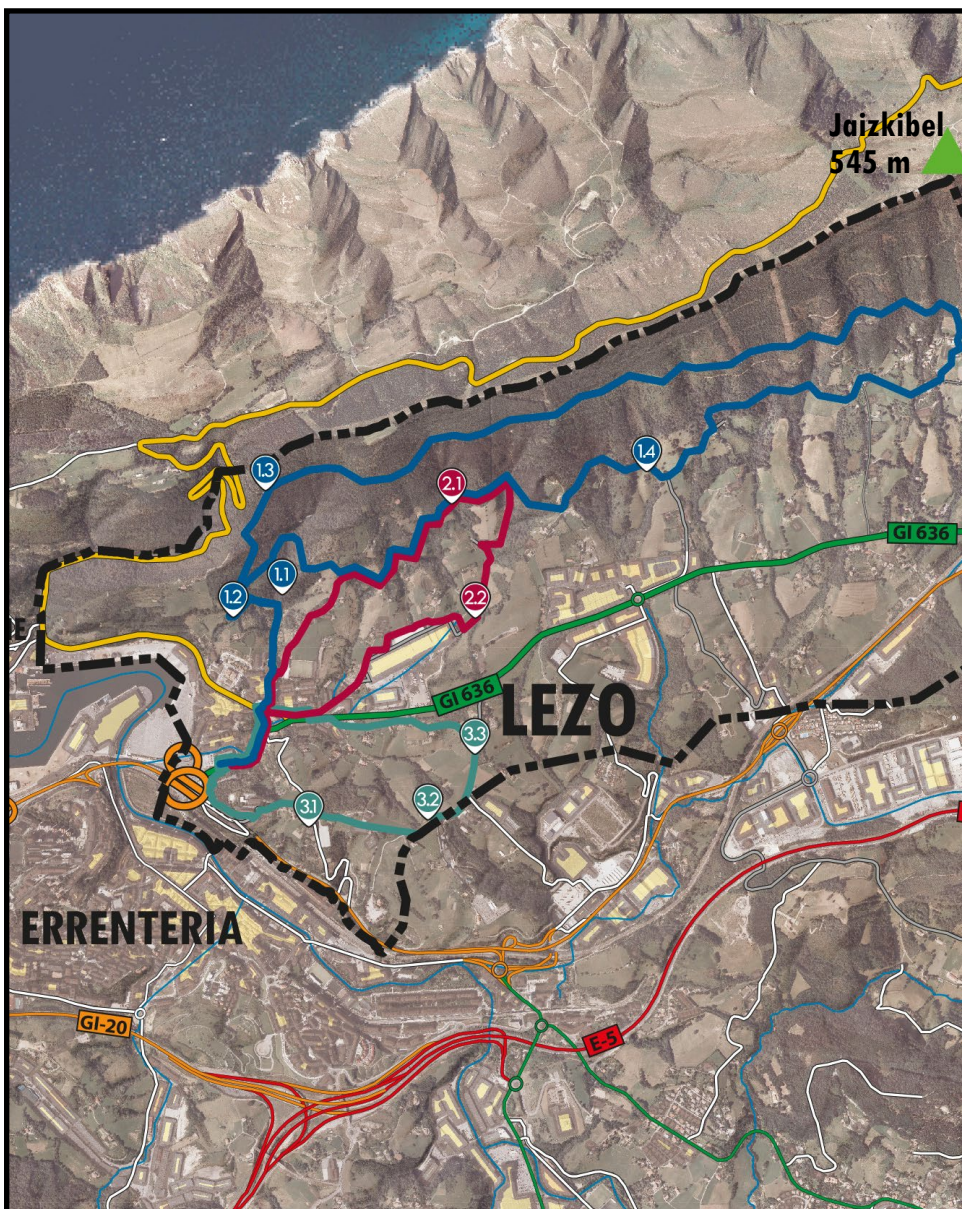 Jaizkibel
545 m
1.3
2.1
1.4
1.1
1.2
2.2
GI 636
GI 636
LEZO
3.3
3.1
3.2
ERRENTERIA
GI-20
E-5